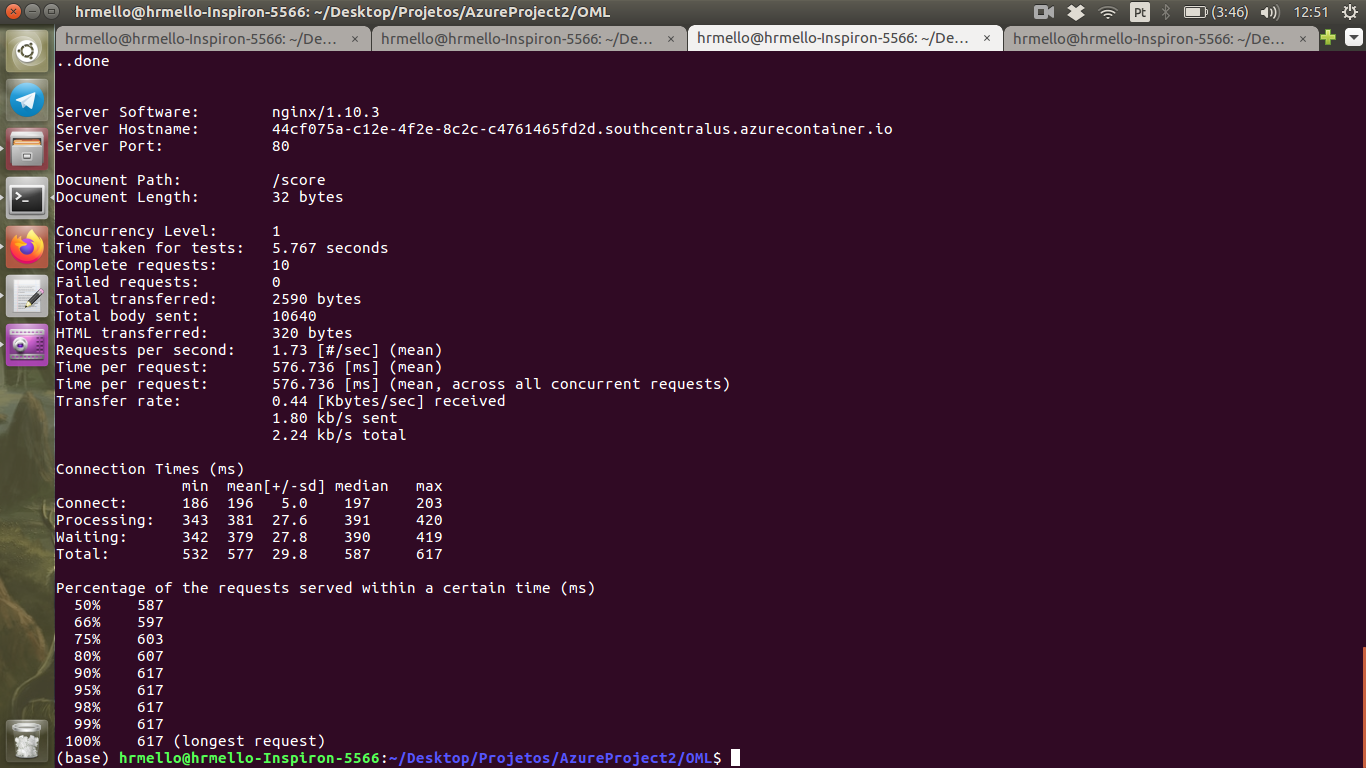 hrmello@hrmello-Inspiron-5566: ~/Desktop/Projetos/AzureProject2/OML
Pt
(3:46)
12:51
hrmello@hrmello-Inspiron-5566: ~/De... ×
hrmello@hrmello-Inspiron-5566: ~/De... ×
hrmello@hrmello-Inspiron-5566: ~/De... ×
hrmello@hrmello-Inspiron-5566: ~/De... ×
..done
Server Software:        nginx/1.10.3
Server Hostname:        44cf075a-c12e-4f2e-8c2c-c4761465fd2d.southcentralus.azurecontainer.io
Server Port:            80
Document Path:          /score
Document Length:        32 bytes
Concurrency Level:      1
Time taken for tests:   5.767 seconds
Complete requests:      10
Failed requests:        0
Total transferred:      2590 bytes
Total body sent:        10640
HTML transferred:       320 bytes
Requests per second:    1.73 [#/sec] (mean)
Time per request:       576.736 [ms] (mean)
Time per request:       576.736 [ms] (mean, across all concurrent requests)
Transfer rate:          0.44 [Kbytes/sec] received
                        1.80 kb/s sent
                        2.24 kb/s total
Connection Times (ms)
              min  mean[+/-sd] median   max
Connect:      186  196   5.0    197     203
Processing:   343  381  27.6    391     420
Waiting:      342  379  27.8    390     419
Total:        532  577  29.8    587     617
Percentage of the requests served within a certain time (ms)
  50%    587
  66%    597
  75%    603
  80%    607
  90%    617
  95%    617
  98%    617
  99%    617
 100%    617 (longest request)
(base) hrmello@hrmello-Inspiron-5566:~/Desktop/Projetos/AzureProject2/OML$